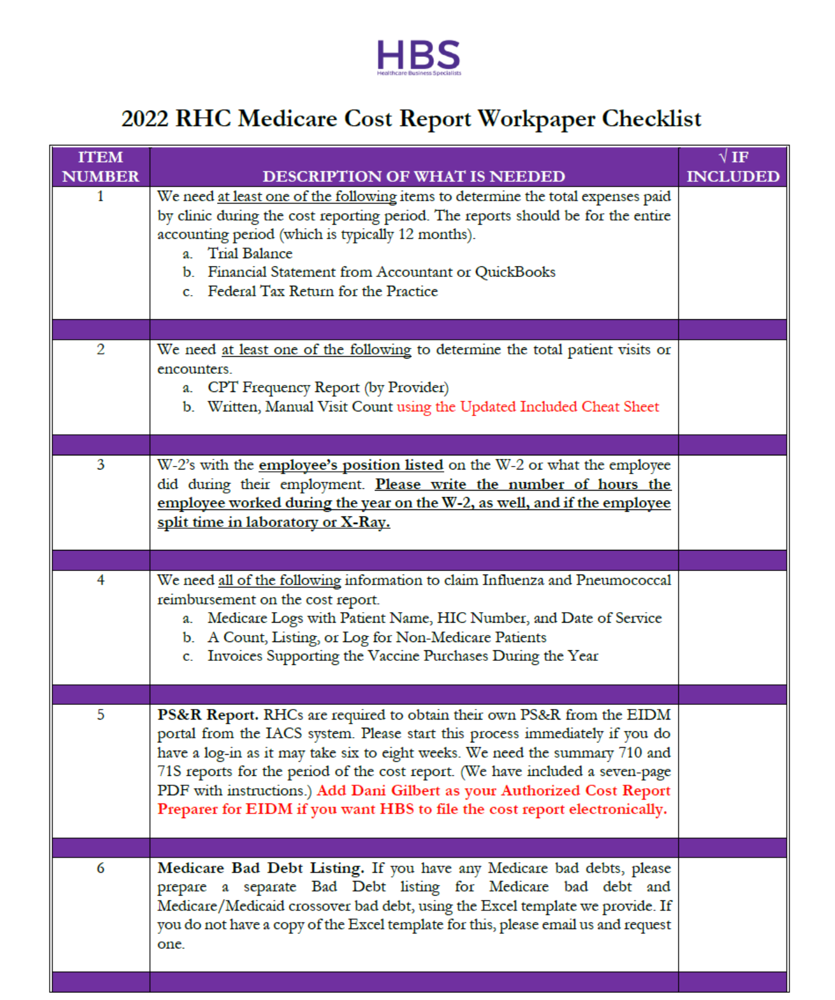 HBS
Healthcare Business Specialists
2022 RHC Medicare Cost Report Workpaper Checklist
ITEM NUMBER
DESCRIPTION OF WHAT IS NEEDED
√ IF INCLUDED
1
We need at least one of the following items to determine the total expenses paid
by clinic during the cost reporting period. The reports should be for the entire
accounting period (which is typically 12 months).
a. Trial Balance
b. Financial Statement from Accountant or QuickBooks
c. Federal Tax Return for the Practice
2
We need at least one of the following to determine the total patient visits or
encounters.
a. CPT Frequency Report (by Provider)
b. Written, Manual Visit Count using the Updated Included Cheat Sheet
3
W-2’s with the employee’s position listed on the W-2 or what the employee
did during their employment. Please write the number of hours the
employee worked during the year on the W-2, as well, and if the employee
split time in laboratory or X-Ray.
4
We need all of the following information to claim Influenza and Pneumococcal
reimbursement on the cost report.
a. Medicare Logs with Patient Name, HIC Number, and Date of Service
b. A Count, Listing, or Log for Non-Medicare Patients
c. Invoices Supporting the Vaccine Purchases During the Year
5
PS&R Report. RHCs are required to obtain their own PS&R from the EIDM
portal from the IACS system. Please start this process immediately if you do
have a log-in as it may take six to eight weeks. We need the summary 710 and
71S reports for the period of the cost report. (We have included a seven-page
PDF with instructions.) Add Dani Gilbert as your Authorized Cost Report
Preparer for EIDM if you want HBS to file the cost report electronically.
6
Medicare Bad Debt Listing. If you have any Medicare bad debts, please
prepare a separate Bad Debt listing for Medicare bad debt and
Medicare/Medicaid crossover bad debt, using the Excel template we provide. If
you do not have a copy of the Excel template for this, please email us and request
one.